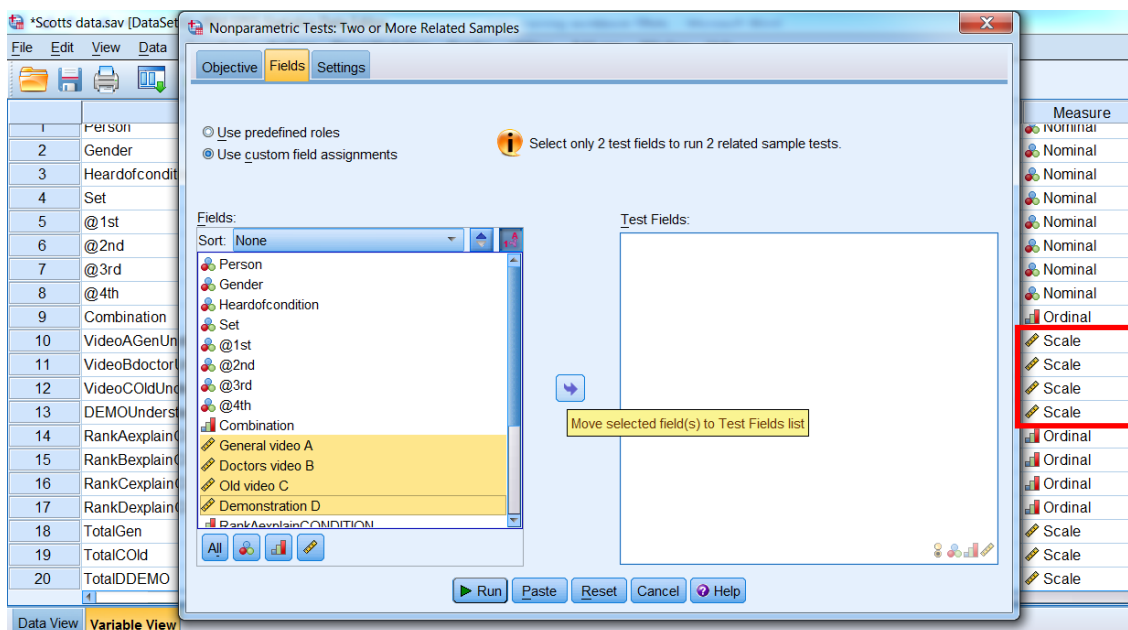 *Scotts data.sav [DataSet
File Edit View Data
Measure
1 Person Nominal
2 Gender Nominal
3 Heardofcondit Nominal
4 Set Nominal
5 @1st Nominal
6 @2nd Nominal
7 @3rd Nominal
8 @4th Nominal
9 Combination Ordinal
10 VideoAGenUn Scale
11 VideoBdoctorU Scale
12 VideoCOldUnd Scale
13 DEMOUnderst Scale
14 RankAexplainC Ordinal
15 RankBexplainC Ordinal
16 RankCexplainC Ordinal
17 RankDexplainC Ordinal
18 TotalGen Scale
19 TotalCOld Scale
20 TotalDDEMO Scale
Data View Variable View
Nonparametric Tests: Two or More Related Samples
Objective Fields Settings
Use predefined roles
Use custom field assignments
Select only 2 test fields to run 2 related sample tests.
Fields:
Sort: None
Person
Gender
Heardofcondition
Set
@1st
@2nd
@3rd
@4th
Combination
General video A
Doctors video B
Old video C
Demonstration D
RankAexplainCONDITION
All
Test Fields:
Move selected field(s) to Test Fields list
Run Paste Reset Cancel Help